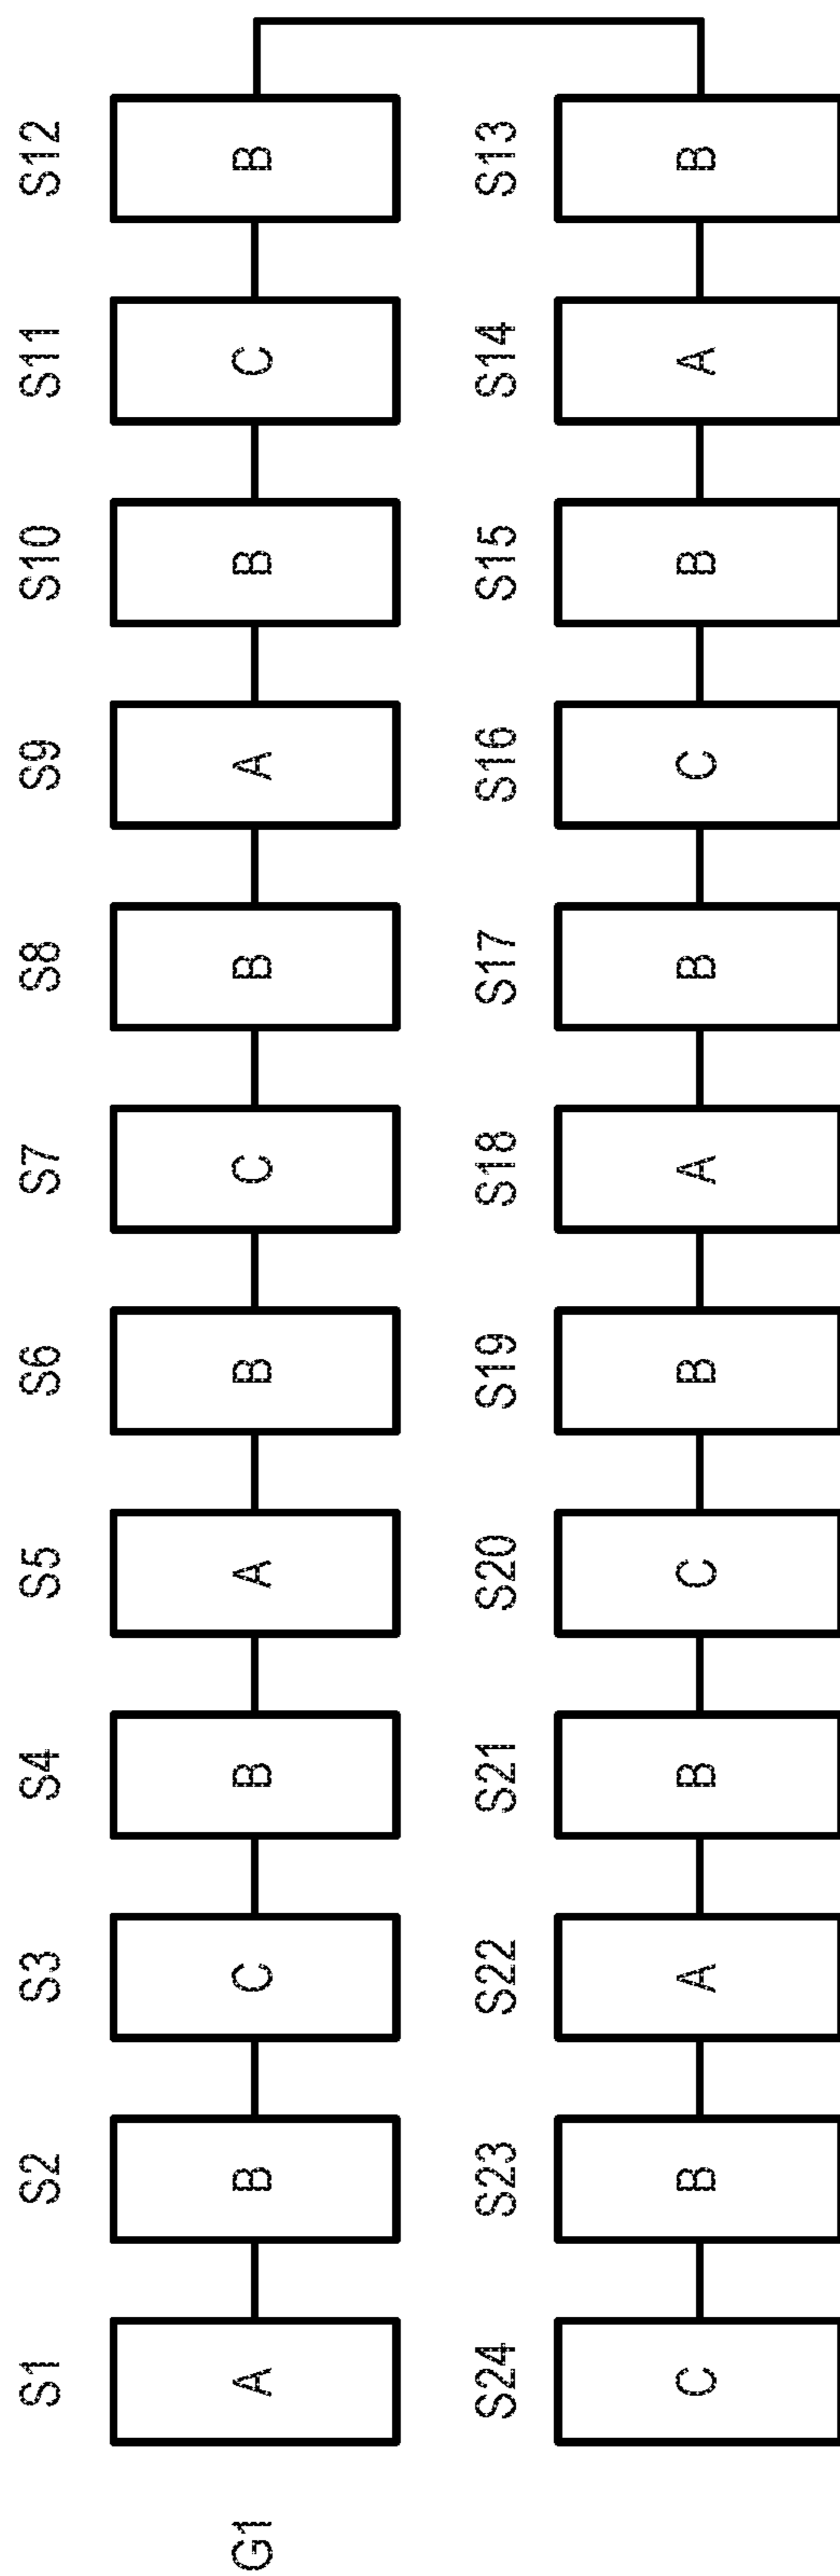 S1 S2 S3 S4 S5 S6 S7 S8 S9 S10 S11 S12
G1 A B C B A B C B A B C B
S24 S23 S22 S21 S20 S19 S18 S17 S16 S15 S14 S13
C B A B C B A B C B A B